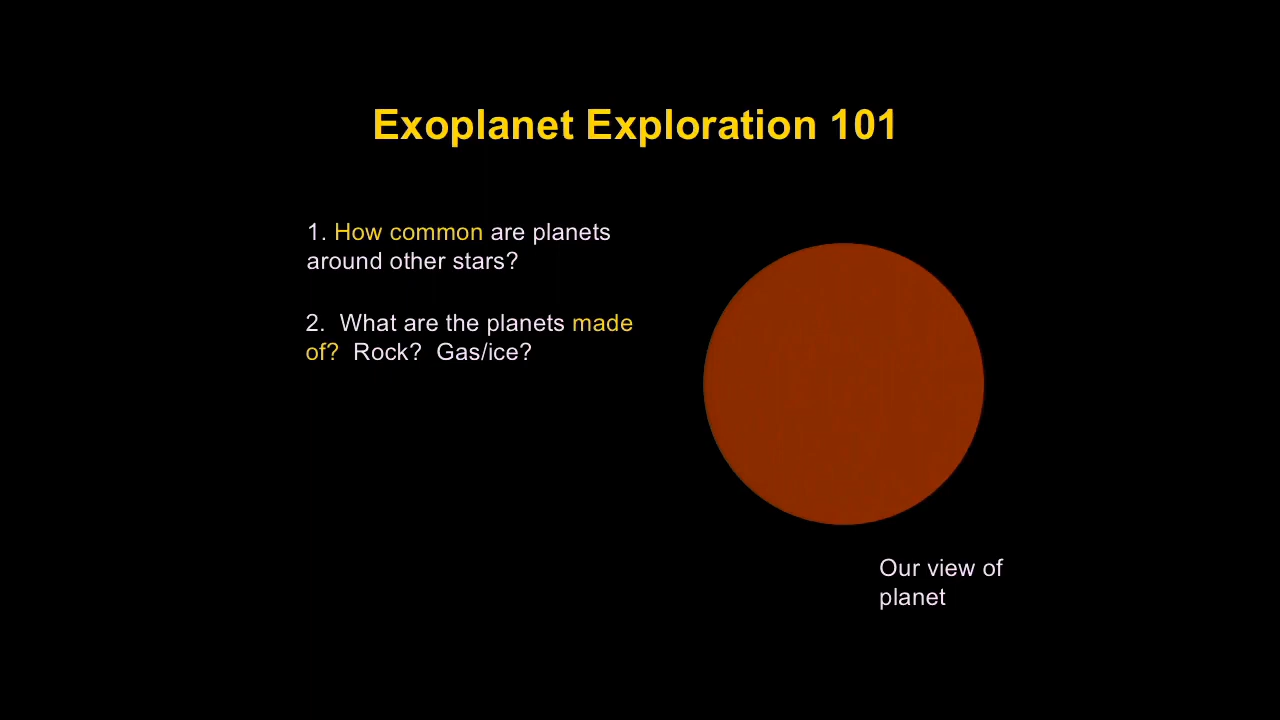 Exoplanet Exploration 101
1. How common are planets
around other stars?
2. What are the planets made
of? Rock? Gas/ice?
Our view of
planet